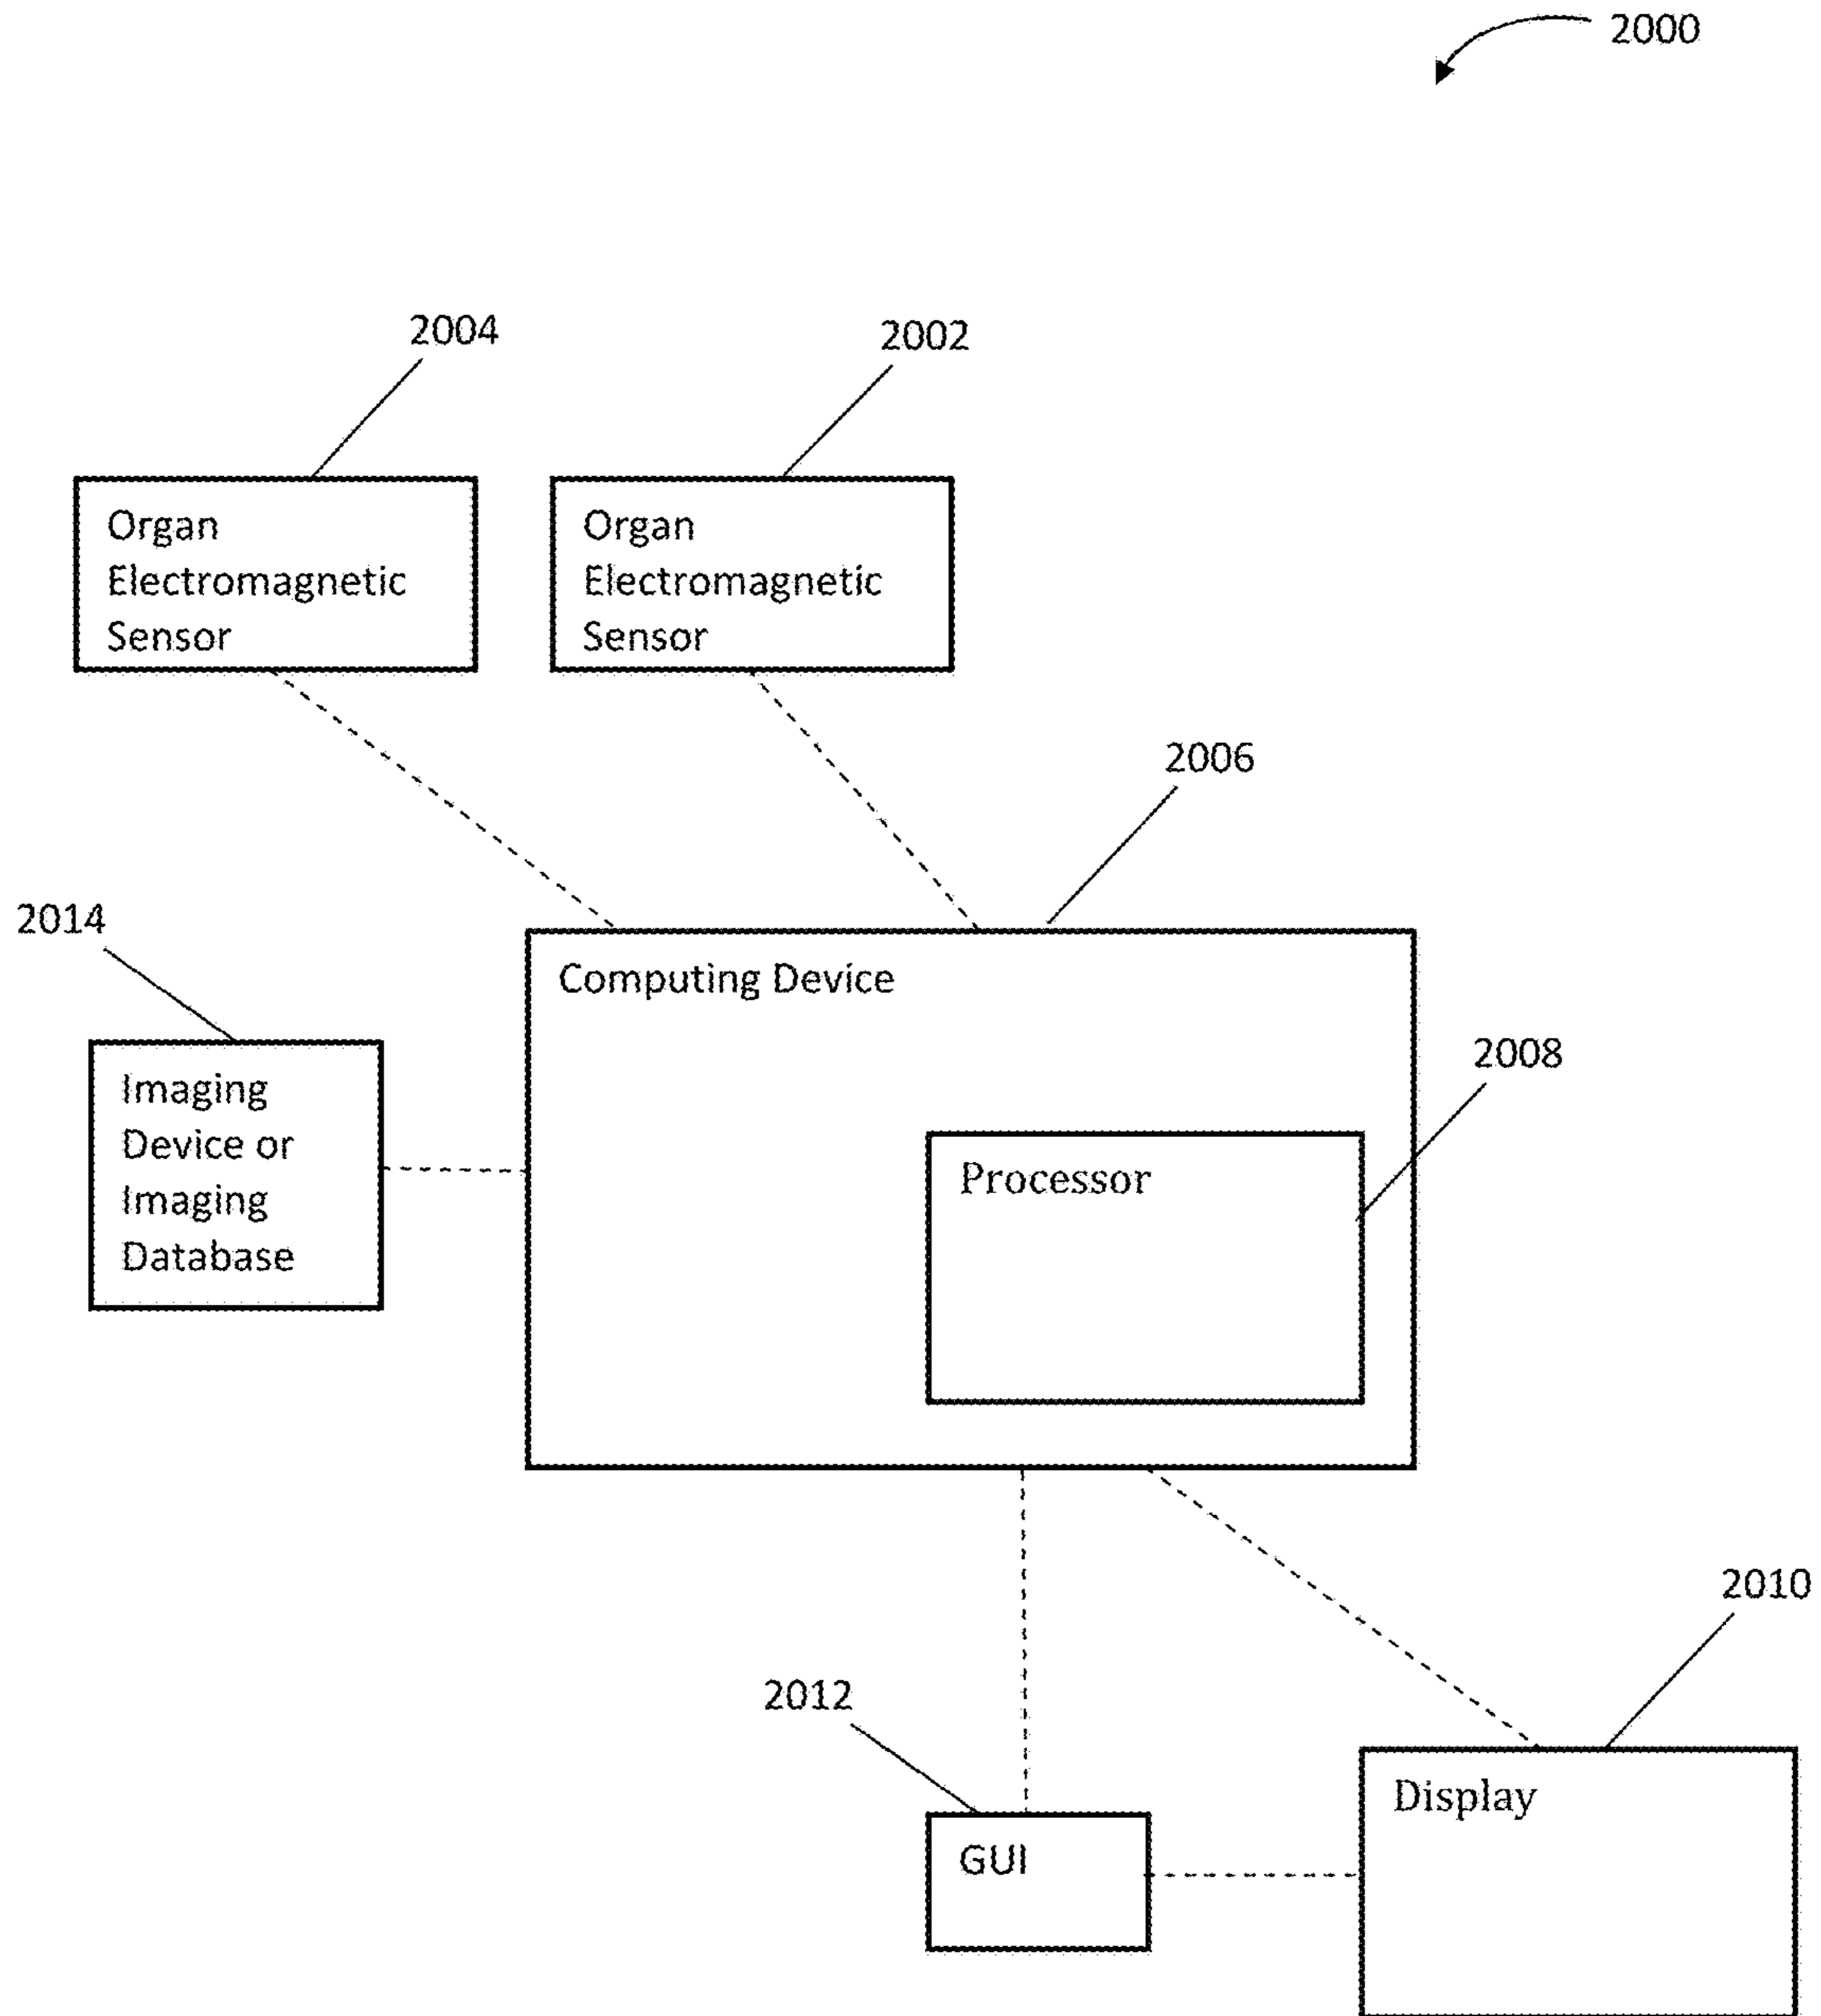 2000
2004
2002
Organ
Electromagnetic
Sensor
Organ
Electromagnetic
Sensor
2006
2014
Computing Device
2008
Imaging
Device or
Imaging
Database
Processor
2010
2012
Display
GUI